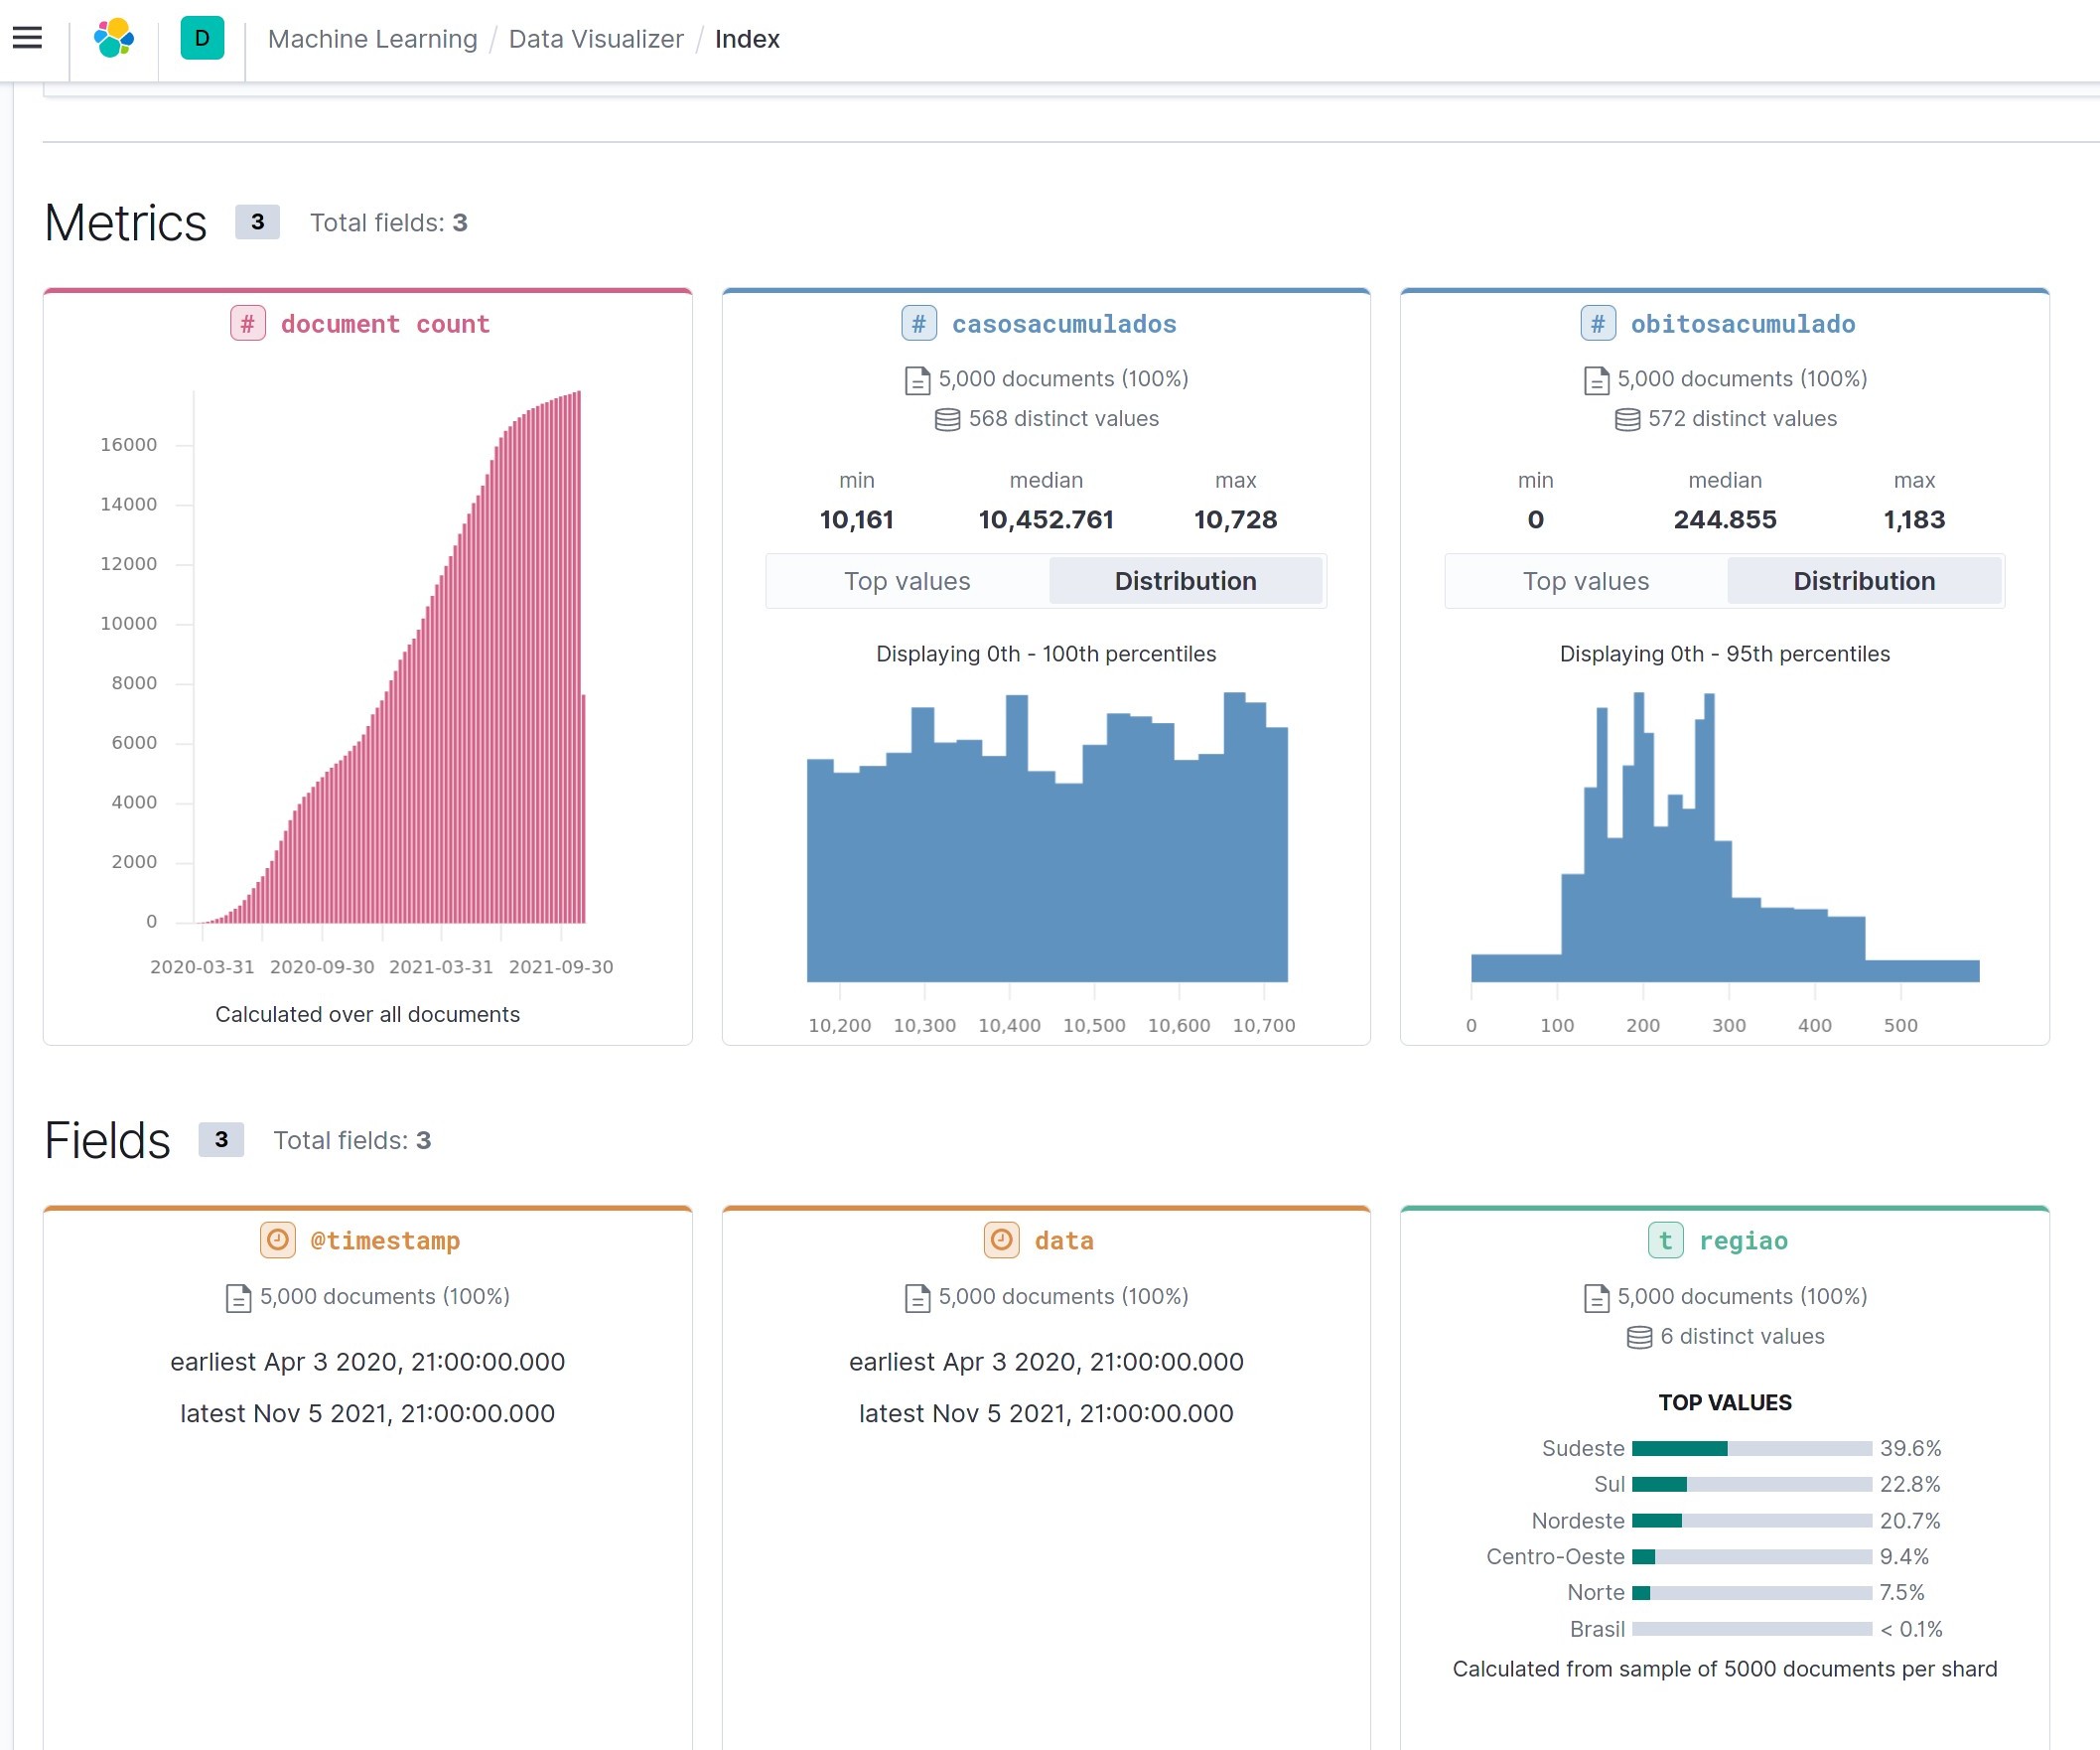 D Machine Learning / Data Visualizer / Index
Metrics 3 Total fields: 3
# document count
16000
14000
12000
10000
8000
6000
4000
2000
0
2020-03-31 2020-09-30 2021-03-31 2021-09-30
Calculated over all documents
# casosacumulados
5,000 documents (100%)
568 distinct values
min median max
10,161 10,452.761 10,728
Top values Distribution
Displaying 0th - 100th percentiles
10,200 10,300 10,400 10,500 10,600 10,700
# obitosacumulado
5,000 documents (100%)
572 distinct values
min median max
0 244.855 1,183
Top values Distribution
Displaying 0th - 95th percentiles
0 100 200 300 400 500
Fields 3 Total fields: 3
@timestamp
5,000 documents (100%)
earliest Apr 3 2020, 21:00:00.000
latest Nov 5 2021, 21:00:00.000
data
5,000 documents (100%)
earliest Apr 3 2020, 21:00:00.000
latest Nov 5 2021, 21:00:00.000
t regiao
5,000 documents (100%)
6 distinct values
TOP VALUES
Sudeste 39.6%
Sul 22.8%
Nordeste 20.7%
Centro-Oeste 9.4%
Norte 7.5%
Brasil < 0.1%
Calculated from sample of 5000 documents per shard